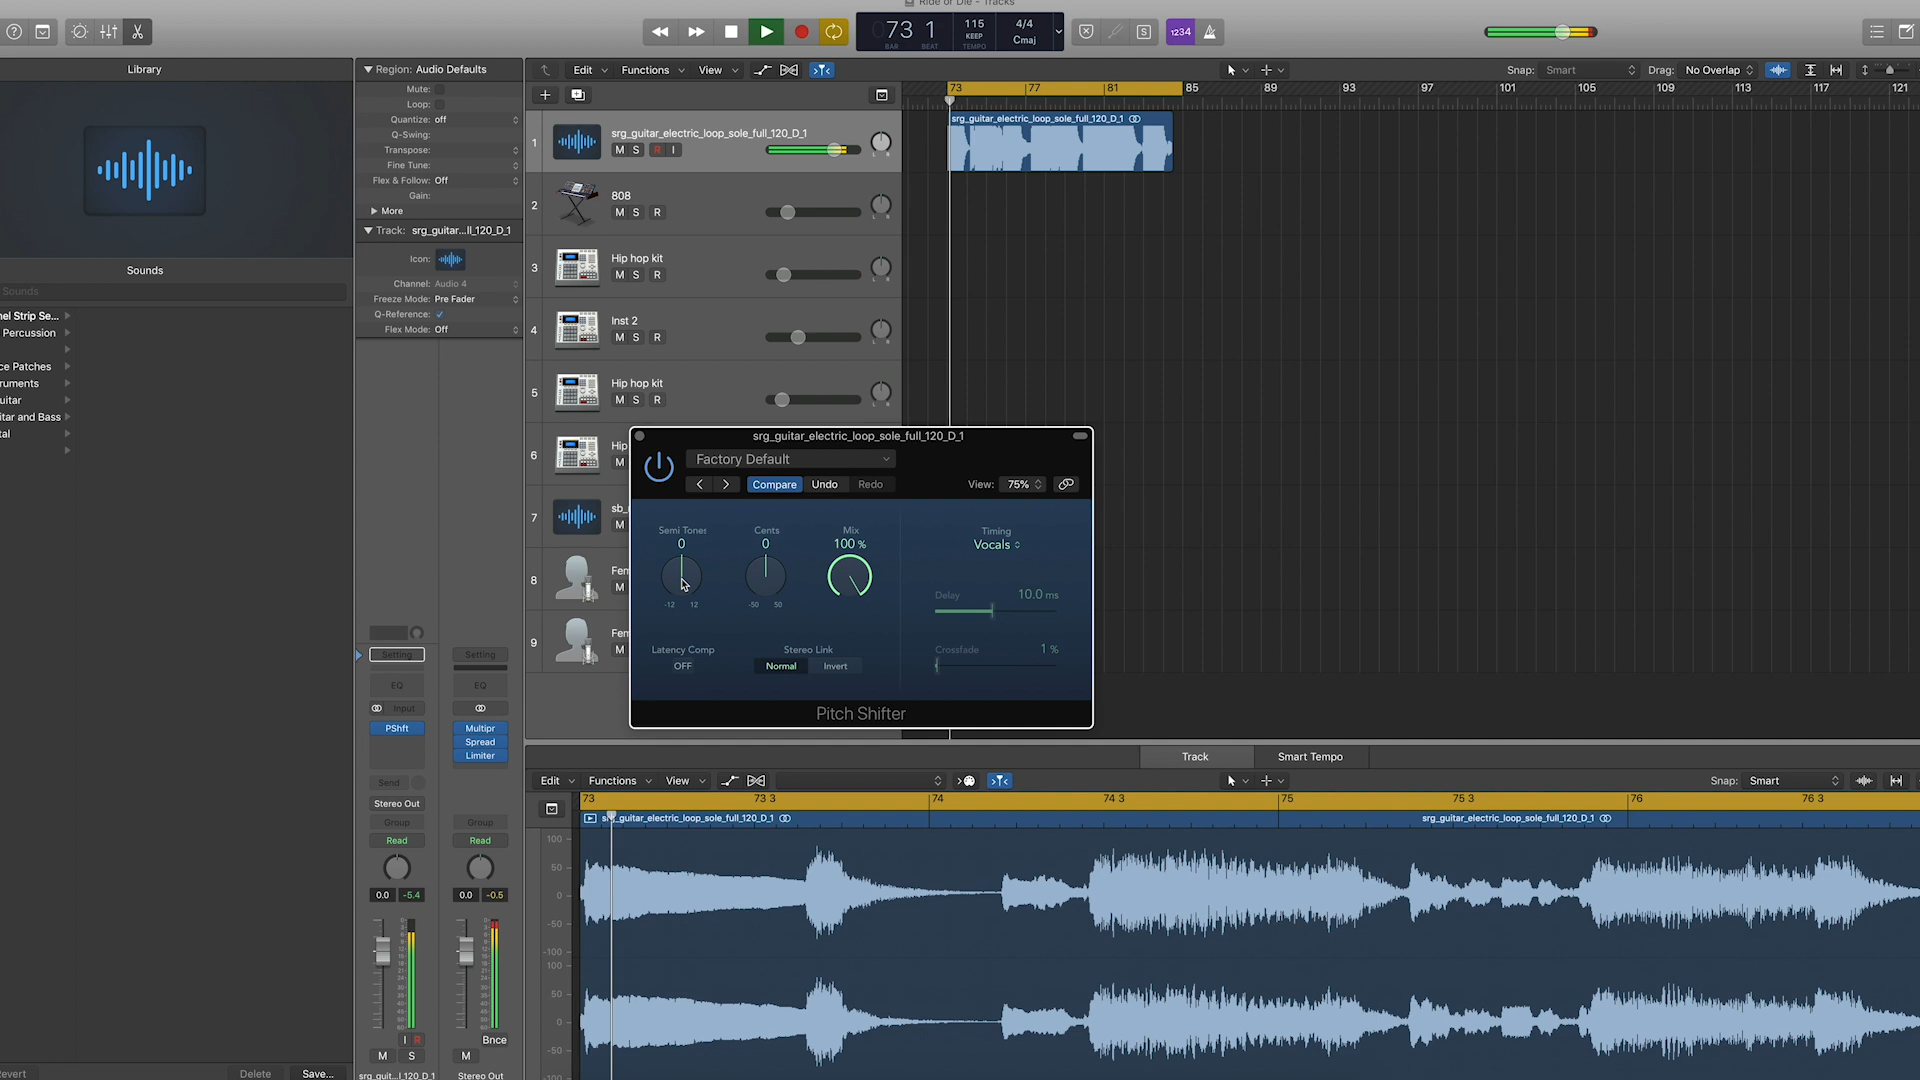 Ride or Die - Tracks
73 1
BAR BEAT
115
KEEP
TEMPO
4/4
Cmaj
S
1234
Library
Region: Audio Defaults
Mute:
Loop:
Quantize: off
Q-Swing:
Transpose:
Fine Tune:
Flex & Follow: Off
Gain:
More
Track: srg_guitar...ll_120_D_1
Icon:
Channel: Audio 4
Freeze Mode: Pre Fader
Q-Reference:
Flex Mode: Off
Sounds
Sounds
nel Strip Se...
Percussion
ce Patches
ruments
uitar
itar and Bass
tal
Edit Functions View
Snap: Smart Drag: No Overlap
73 77 81 85 89 93 97 101 105 109 113 117 121
1 srg_guitar_electric_loop_sole_full_120_D_1
M S R I
L R
srg_guitar_electric_loop_sole_full_120_D_1
2 808
M S R
L R
3 Hip hop kit
M S R
L R
4 Inst 2
M S R
L R
5 Hip hop kit
M S R
L R
6 Hip
M
7 sb_
M
8 Fem
M
9 Fem
M
srg_guitar_electric_loop_sole_full_120_D_1
Factory Default
Compare Undo Redo
View: 75%
Semi Tones
0
-12 12
Cents
0
-50 50
Mix
100 %
Timing
Vocals
Delay 10.0 ms
Crossfade 1 %
Latency Comp
OFF
Stereo Link
Normal Invert
Pitch Shifter
Setting Setting
EQ EQ
Input
PShft
Multipr
Spread
Limiter
Send
Stereo Out
Group Group
Read Read
0.0 -5.4 0.0 -0.5
I R Bnce
M S M
srg_guit...l_120_D_1 Stereo Out
evert Delete Save...
Track Smart Tempo
Edit Functions View
Snap: Smart
73 73 3 74 74 3 75 75 3 76 76 3
srg_guitar_electric_loop_sole_full_120_D_1
srg_guitar_electric_loop_sole_full_120_D_1
100
50
0
-50
-100
100
50
0
-50
-100